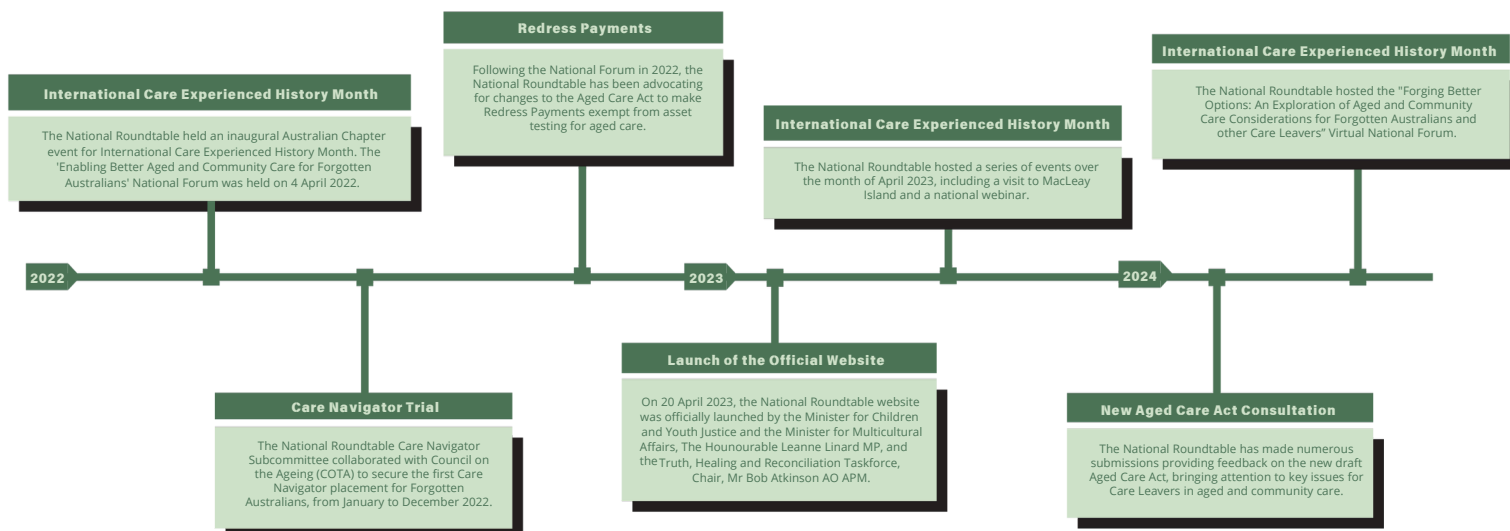 International Care Experienced History Month
The National Roundtable held an inaugural Australian Chapter
event for International Care Experienced History Month. The
'Enabling Better Aged and Community Care for Forgotten
Australians' National Forum was held on 4 April 2022.
Redress Payments
Following the National Forum in 2022, the
National Roundtable has been advocating
for changes to the Aged Care Act to make
Redress Payments exempt from asset
testing for aged care.
International Care Experienced History Month
The National Roundtable hosted a series of events over
the month of April 2023, including a visit to MacLeay
Island and a national webinar.
International Care Experienced History Month
The National Roundtable hosted the "Forging Better
Options: An Exploration of Aged and Community
Care Considerations for Forgotten Australians and
other Care Leavers” Virtual National Forum.
2022
2023
2024
Care Navigator Trial
The National Roundtable Care Navigator
Subcommittee collaborated with Council on
the Ageing (COTA) to secure the first Care
Navigator placement for Forgotten
Australians, from January to December 2022.
Launch of the Official Website
On 20 April 2023, the National Roundtable website
was officially launched by the Minister for Children
and Youth Justice and the Minister for Multicultural
Affairs, The Hounourable Leanne Linard MP, and
the Truth, Healing and Reconciliation Taskforce,
Chair, Mr Bob Atkinson AO APM.
New Aged Care Act Consultation
The National Roundtable has made numerous
submissions providing feedback on the new draft
Aged Care Act, bringing attention to key issues for
Care Leavers in aged and community care.